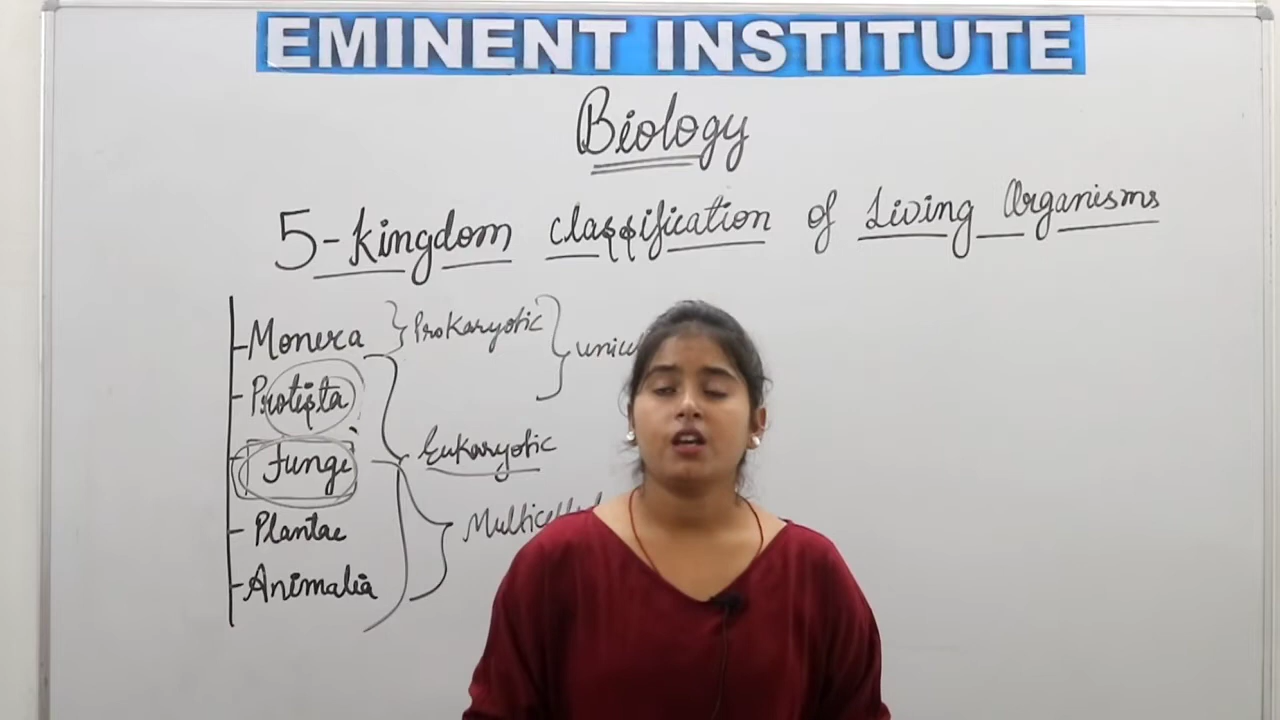 EMINENT INSTITUTE
Biology
5-kingdom classification of Living Organisms
Monera
Prokaryotic
Protista
Fungi
Eukaryotic
Plantae
Animalia